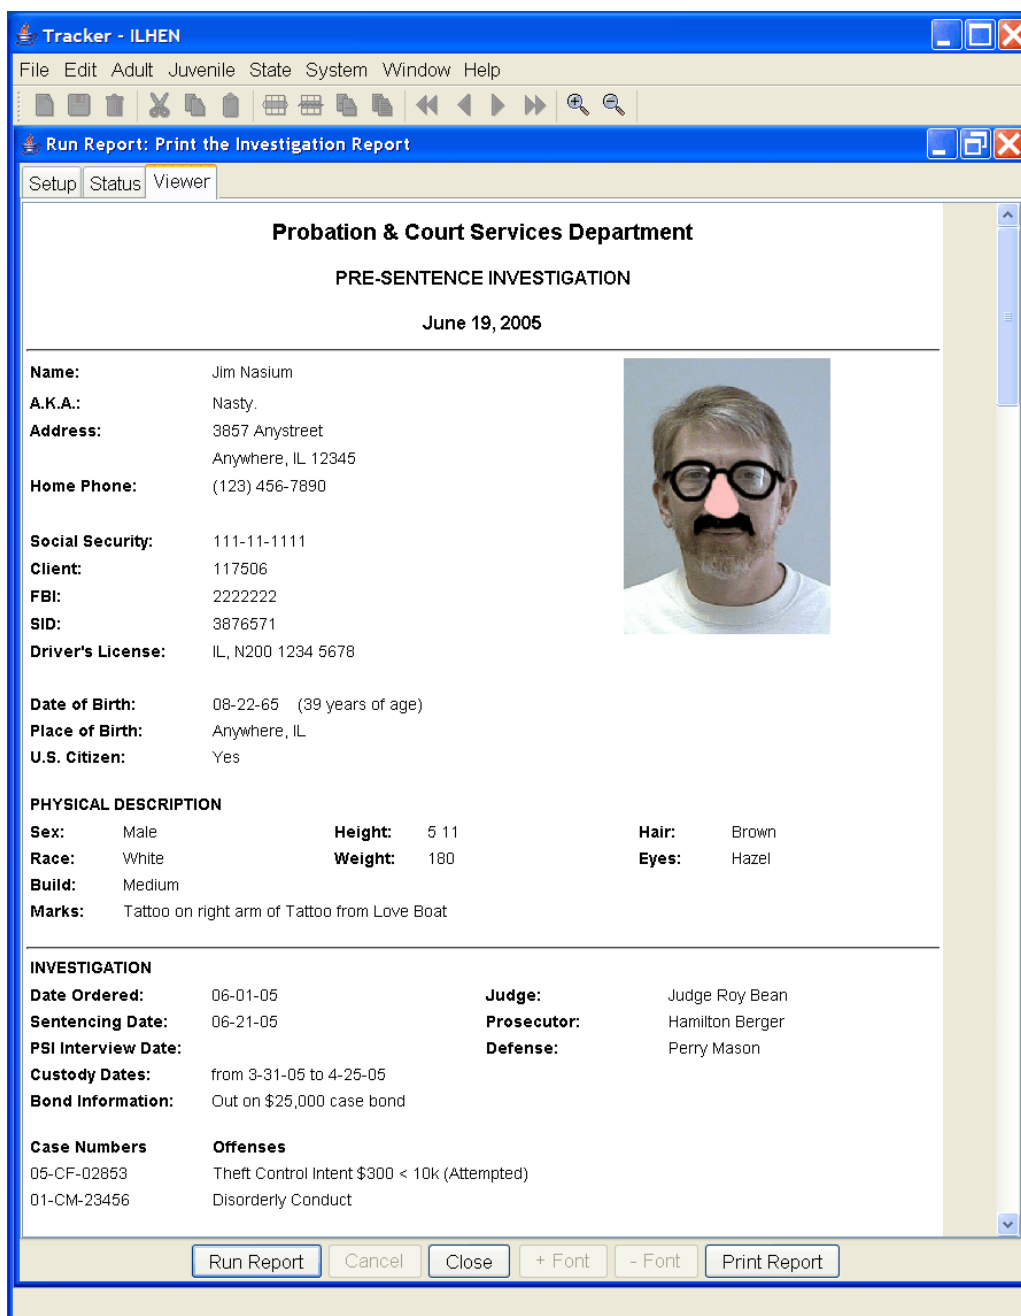 Tracker - ILHEN
File Edit Adult Juvenile State System Window Help
Run Report: Print the Investigation Report
Setup Status Viewer
Probation & Court Services Department
PRE-SENTENCE INVESTIGATION
June 19, 2005
Name: Jim Nasium
A.K.A.: Nasty.
Address: 3857 Anystreet
Anywhere, IL 12345
Home Phone: (123) 456-7890
Social Security: 111-11-1111
Client: 117506
FBI: 2222222
SID: 3876571
Driver's License: IL, N200 1234 5678
Date of Birth: 08-22-65 (39 years of age)
Place of Birth: Anywhere, IL
U.S. Citizen: Yes
PHYSICAL DESCRIPTION
Sex: Male Height: 5 11 Hair: Brown
Race: White Weight: 180 Eyes: Hazel
Build: Medium
Marks: Tattoo on right arm of Tattoo from Love Boat
INVESTIGATION
Date Ordered: 06-01-05 Judge: Judge Roy Bean
Sentencing Date: 06-21-05 Prosecutor: Hamilton Berger
PSI Interview Date: Defense: Perry Mason
Custody Dates: from 3-31-05 to 4-25-05
Bond Information: Out on $25,000 case bond
Case Numbers Offenses
05-CF-02853 Theft Control Intent $300 < 10k (Attempted)
01-CM-23456 Disorderly Conduct
Run Report Cancel Close + Font - Font Print Report